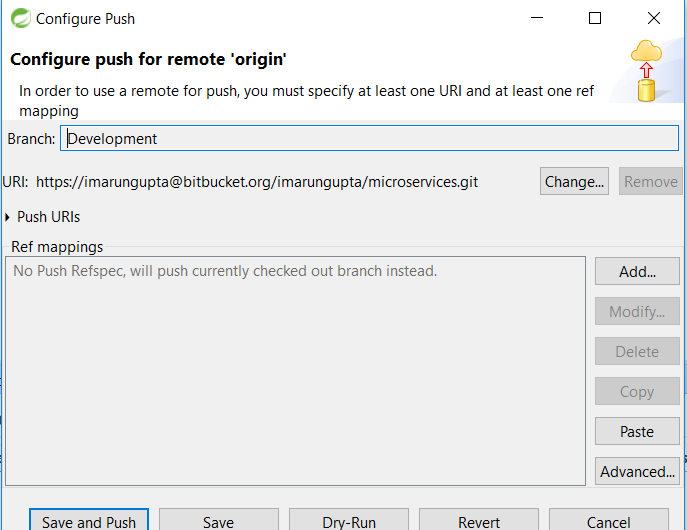 Configure Push
Configure push for remote 'origin'
In order to use a remote for push, you must specify at least one URI and at least one ref
mapping
Branch: Development
URI: https://imarungupta@bitbucket.org/imarungupta/microservices.git Change... Remove
Push URIs
Ref mappings
No Push Refspec, will push currently checked out branch instead.
Add...
Modify...
Delete
Copy
Paste
Advanced...
Save and Push Save Dry-Run Revert Cancel